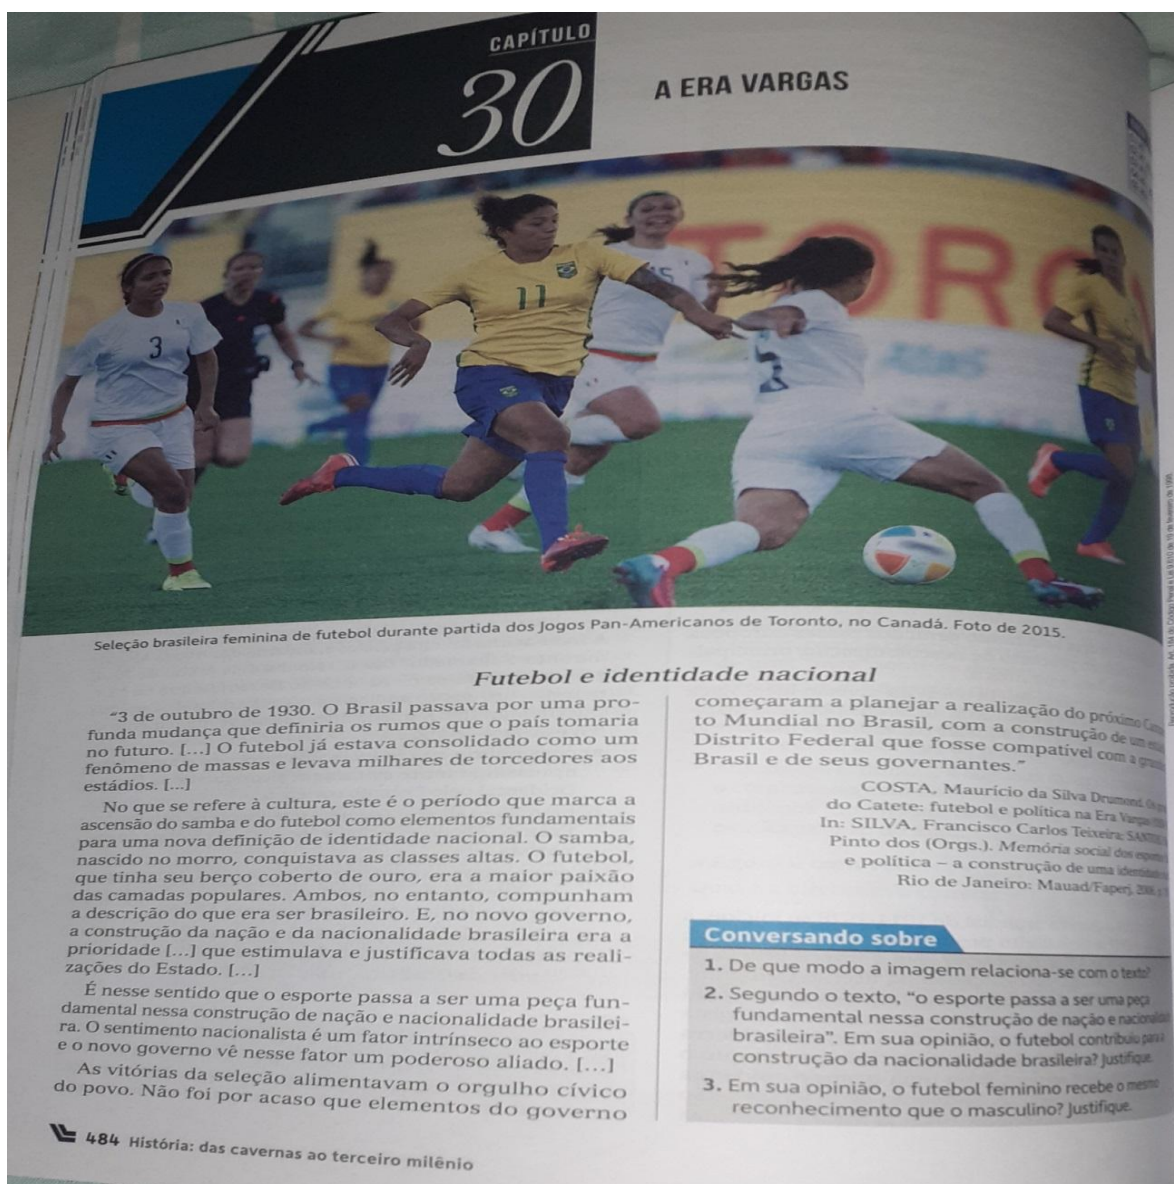 CAPÍTULO
30
A ERA VARGAS
3
11
15
TORO
5
Seleção brasileira feminina de futebol durante partida dos Jogos Pan-Americanos de Toronto, no Canadá. Foto de 2015.
Futebol e identidade nacional
“3 de outubro de 1930. O Brasil passava por uma pro-
funda mudança que definiria os rumos que o país tomaria
no futuro. [...] O futebol já estava consolidado como um
fenômeno de massas e levava milhares de torcedores aos
estádios. [...]
No que se refere à cultura, este é o período que marca a
ascensão do samba e do futebol como elementos fundamentais
para uma nova definição de identidade nacional. O samba,
nascido no morro, conquistava as classes altas. O futebol,
que tinha seu berço coberto de ouro, era a maior paixão
das camadas populares. Ambos, no entanto, compunham
a descrição do que era ser brasileiro. E, no novo governo,
a construção da nação e da nacionalidade brasileira era a
prioridade [...] que estimulava e justificava todas as reali-
zações do Estado. [...]
É nesse sentido que o esporte passa a ser uma peça fun-
damental nessa construção de nação e nacionalidade brasilei-
ra. O sentimento nacionalista é um fator intrínseco ao esporte
e o novo governo vê nesse fator um poderoso aliado. [...]
As vitórias da seleção alimentavam o orgulho cívico
do povo. Não foi por acaso que elementos do governo
começaram a planejar a realização do próximo
to Mundial no Brasil, com a construção de um
Distrito Federal que fosse compatível com a
Brasil e de seus governantes.”
COSTA, Maurício da Silva Drumond.
do Catete: futebol e política na Era Vargas
In: SILVA, Francisco Carlos Teixeira;
Pinto dos (Orgs.). Memória social dos
e política – a construção de uma
Rio de Janeiro: Mauad/Faperj, 2006.
Conversando sobre
1. De que modo a imagem relaciona-se com o texto?
2. Segundo o texto, “o esporte passa a ser uma peça
fundamental nessa construção de nação e
brasileira”. Em sua opinião, o futebol contribuiu para a
construção da nacionalidade brasileira? Justifique.
3. Em sua opinião, o futebol feminino recebe o mesmo
reconhecimento que o masculino? Justifique.
484 História: das cavernas ao terceiro milênio